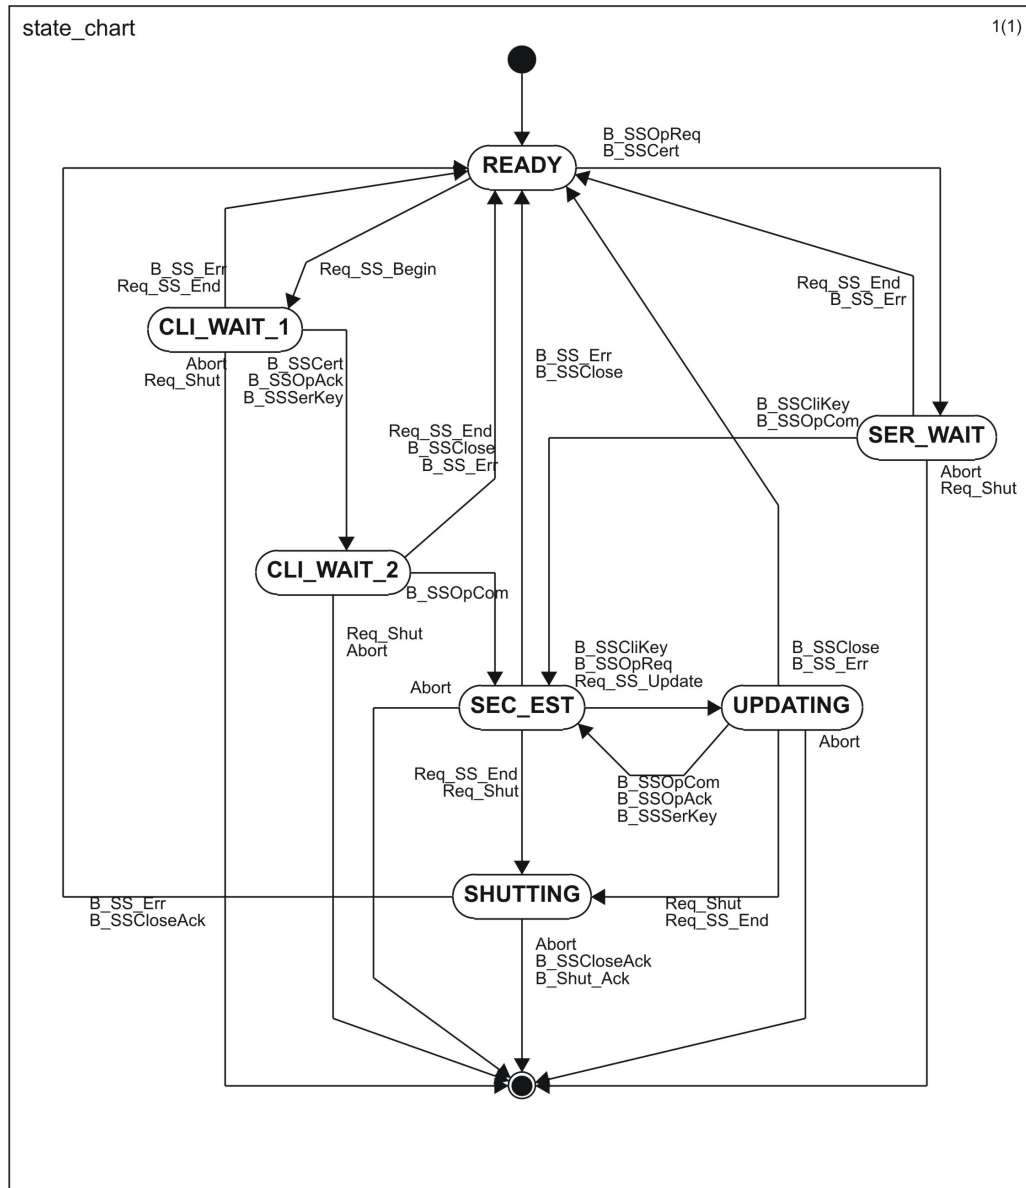 state_chart
1(1)
B_SSOpReq
B_SSCert
READY
B_SS_Err
Req_SS_End
Req_SS_Begin
Req_SS_End
B_SS_Err
CLI_WAIT_1
Abort
Req_Shut
B_SSCert
B_SSOpAck
B_SSSerKey
B_SS_Err
B_SSClose
B_SSCliKey
B_SSOpCom
SER_WAIT
Req_SS_End
B_SSClose
B_SS_Err
Abort
Req_Shut
CLI_WAIT_2
B_SSOpCom
Req_Shut
Abort
B_SSCliKey
B_SSOpReq
Req_SS_Update
B_SSClose
B_SS_Err
Abort
SEC_EST
UPDATING
Abort
Req_SS_End
Req_Shut
B_SSOpCom
B_SSOpAck
B_SSSerKey
SHUTTING
B_SS_Err
B_SSCloseAck
Req_Shut
Req_SS_End
Abort
B_SSCloseAck
B_Shut_Ack